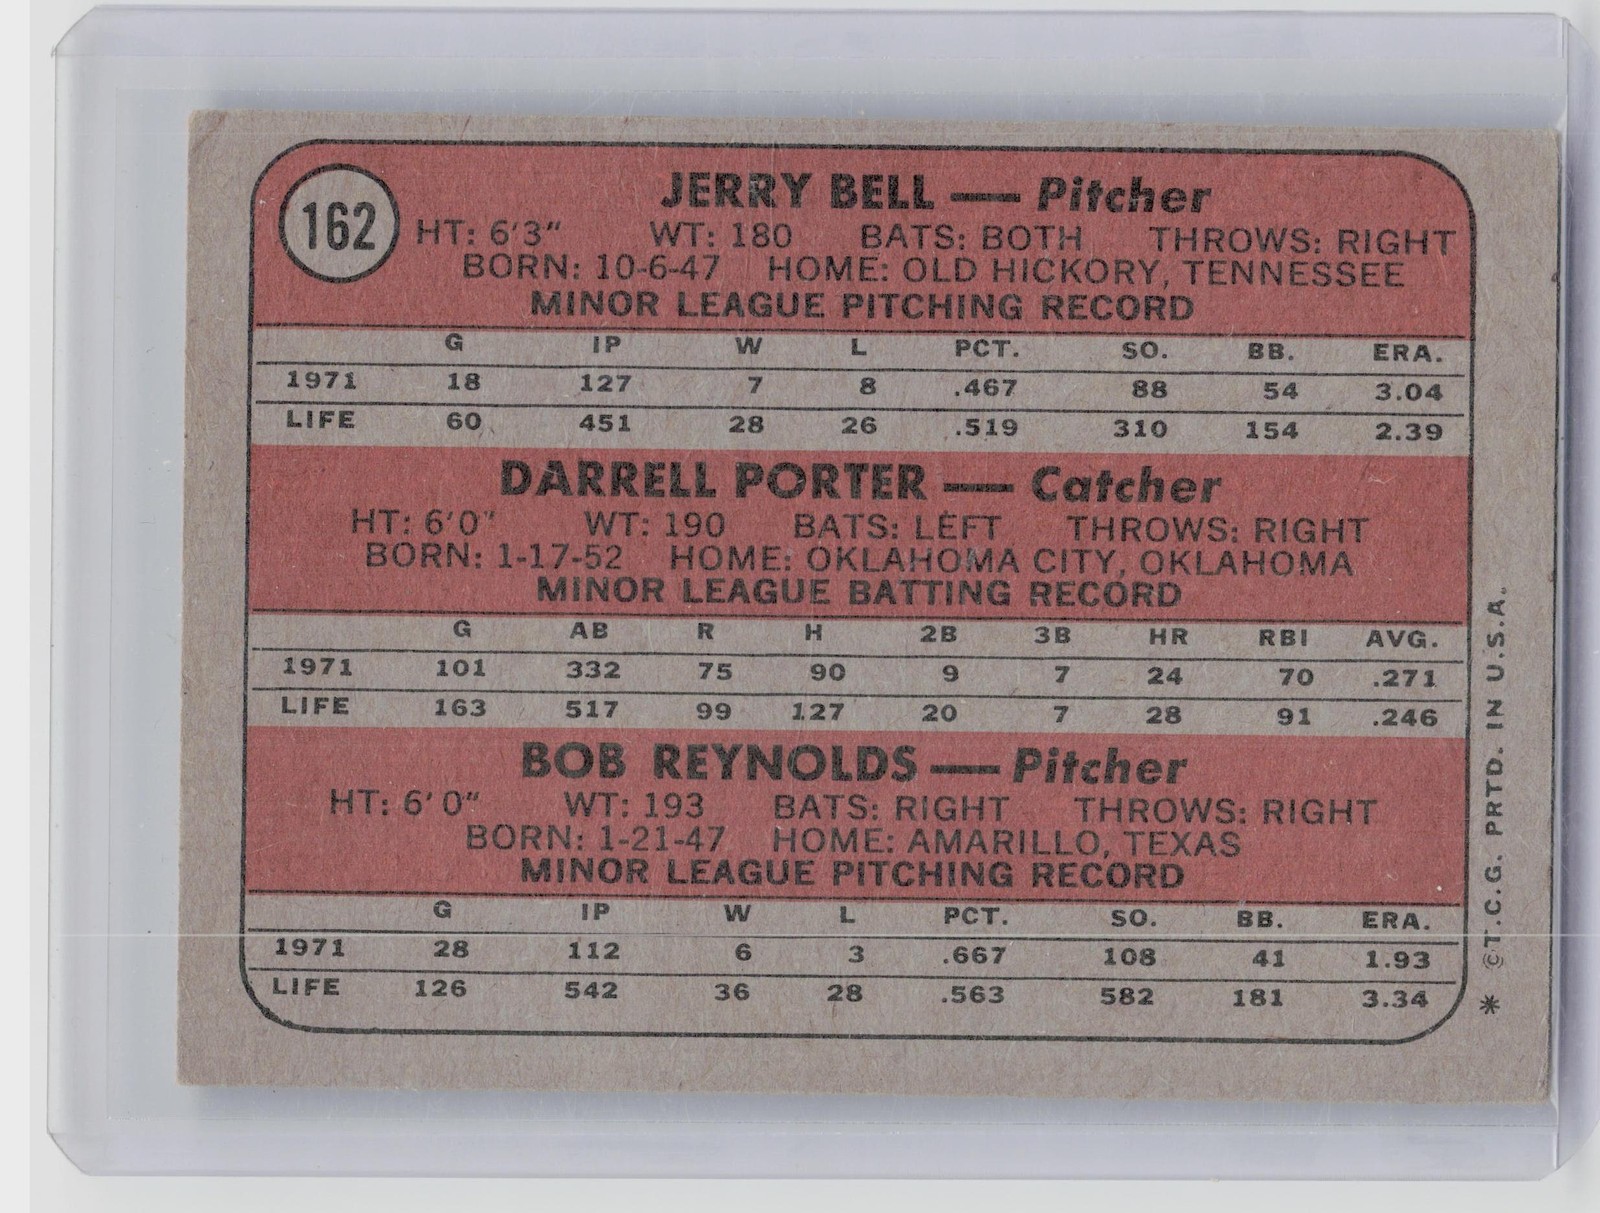 162
JERRY BELL — Pitcher
HT: 6'3" WT: 180 BATS: BOTH THROWS: RIGHT
BORN: 10-6-47 HOME: OLD HICKORY, TENNESSEE
MINOR LEAGUE PITCHING RECORD
G IP W L PCT. SO. BB. ERA.
1971 18 127 7 8 .467 88 54 3.04
LIFE 60 451 28 26 .519 310 154 2.39
DARRELL PORTER — Catcher
HT: 6'0" WT: 190 BATS: LEFT THROWS: RIGHT
BORN: 1-17-52 HOME: OKLAHOMA CITY, OKLAHOMA
MINOR LEAGUE BATTING RECORD
G AB R H 2B 3B HR RBI AVG.
1971 101 332 75 90 9 7 24 70 .271
LIFE 163 517 99 127 20 7 28 91 .246
BOB REYNOLDS — Pitcher
HT: 6'0" WT: 193 BATS: RIGHT THROWS: RIGHT
BORN: 1-21-47 HOME: AMARILLO, TEXAS
MINOR LEAGUE PITCHING RECORD
G IP W L PCT. SO. BB. ERA.
1971 28 112 6 3 .667 108 41 1.93
LIFE 126 542 36 28 .563 582 181 3.34
* ©T.C.G. PRTD. IN U.S.A.